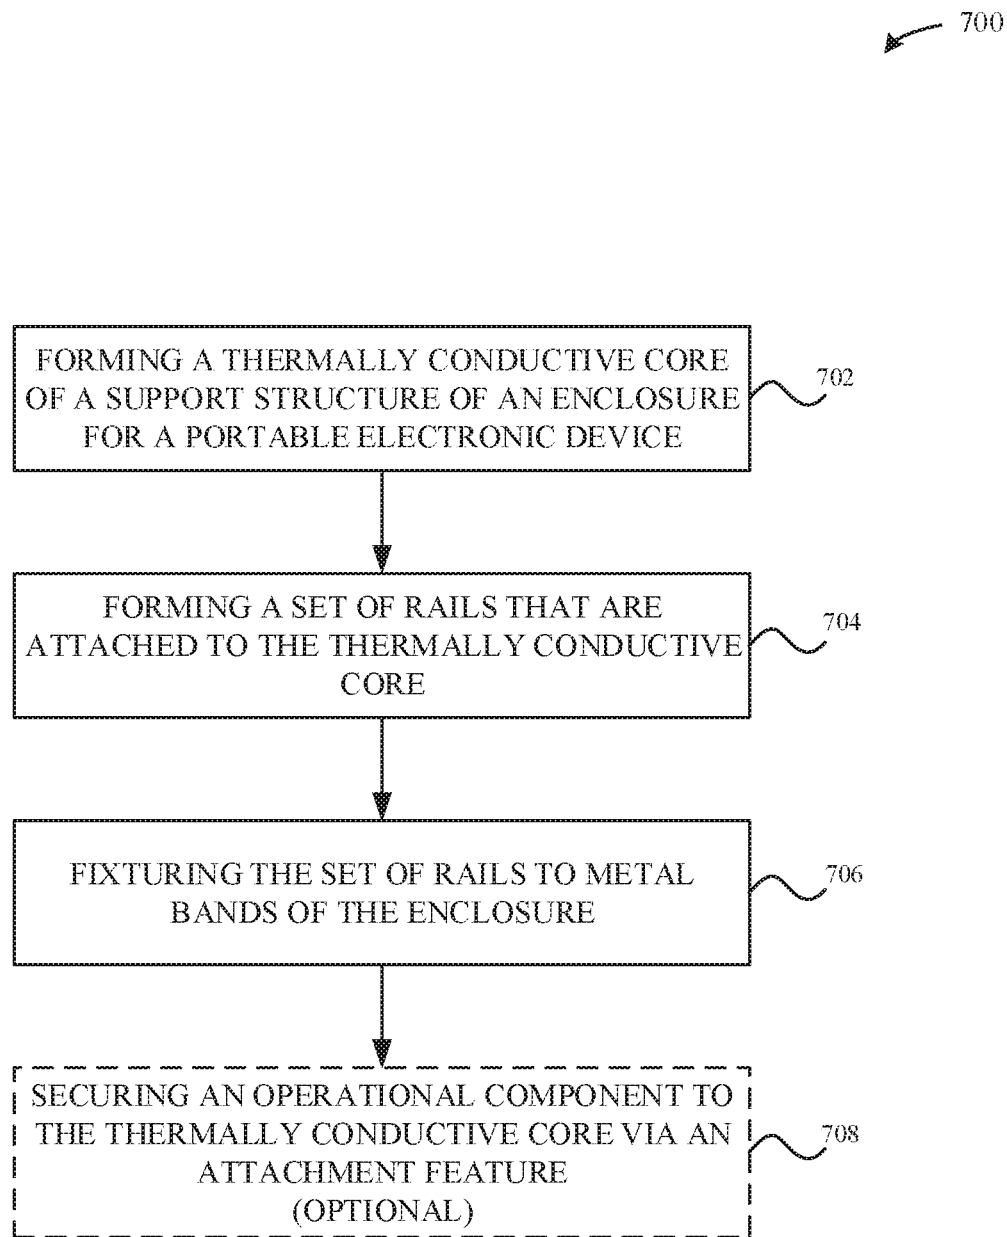 700
FORMING A THERMALLY CONDUCTIVE CORE
OF A SUPPORT STRUCTURE OF AN ENCLOSURE
FOR A PORTABLE ELECTRONIC DEVICE
702
FORMING A SET OF RAILS THAT ARE
ATTACHED TO THE THERMALLY CONDUCTIVE
CORE
704
FIXTURING THE SET OF RAILS TO METAL
BANDS OF THE ENCLOSURE
706
SECURING AN OPERATIONAL COMPONENT TO
THE THERMALLY CONDUCTIVE CORE VIA AN
ATTACHMENT FEATURE
(OPTIONAL)
708